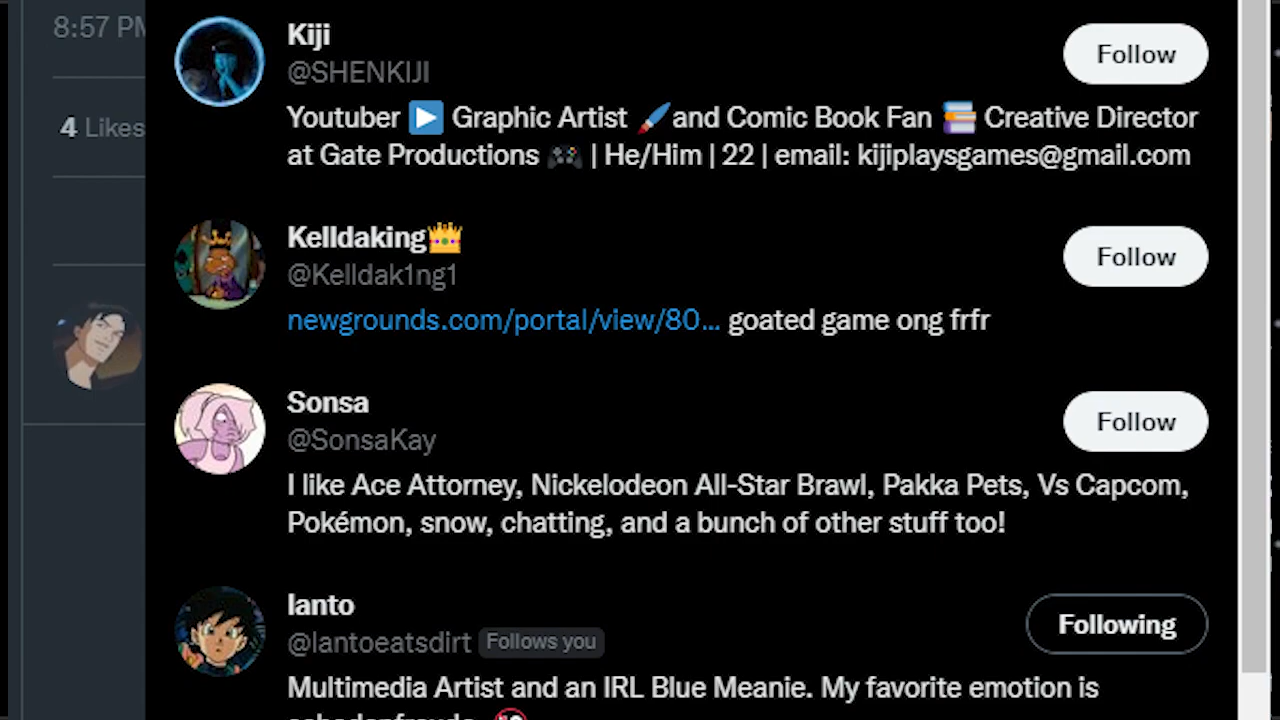 8:57 PM
4 Likes
Kiji
@SHENKIJI
Follow
Youtuber ▶️ Graphic Artist 🖌️and Comic Book Fan 📚 Creative Director
at Gate Productions 🎮 | He/Him | 22 | email: kijiplaysgames@gmail.com
Kelldaking👑
@Kelldak1ng1
Follow
newgrounds.com/portal/view/80... goated game ong frfr
Sonsa
@SonsaKay
Follow
I like Ace Attorney, Nickelodeon All-Star Brawl, Pakka Pets, Vs Capcom,
Pokémon, snow, chatting, and a bunch of other stuff too!
lanto
@lantoeatsdirt Follows you
Following
Multimedia Artist and an IRL Blue Meanie. My favorite emotion is